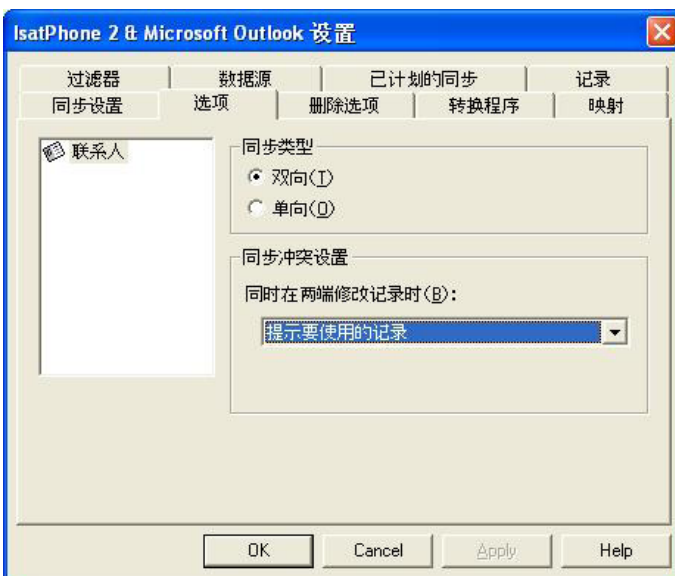 IsatPhone 2 & Microsoft Outlook 设置
过滤器 数据源 已计划的同步 记录
同步设置 选项 删除选项 转换程序 映射
联系人
同步类型
双向(T)
单向(O)
同步冲突设置
同时在两端修改记录时(B):
提示要使用的记录
OK Cancel Apply Help